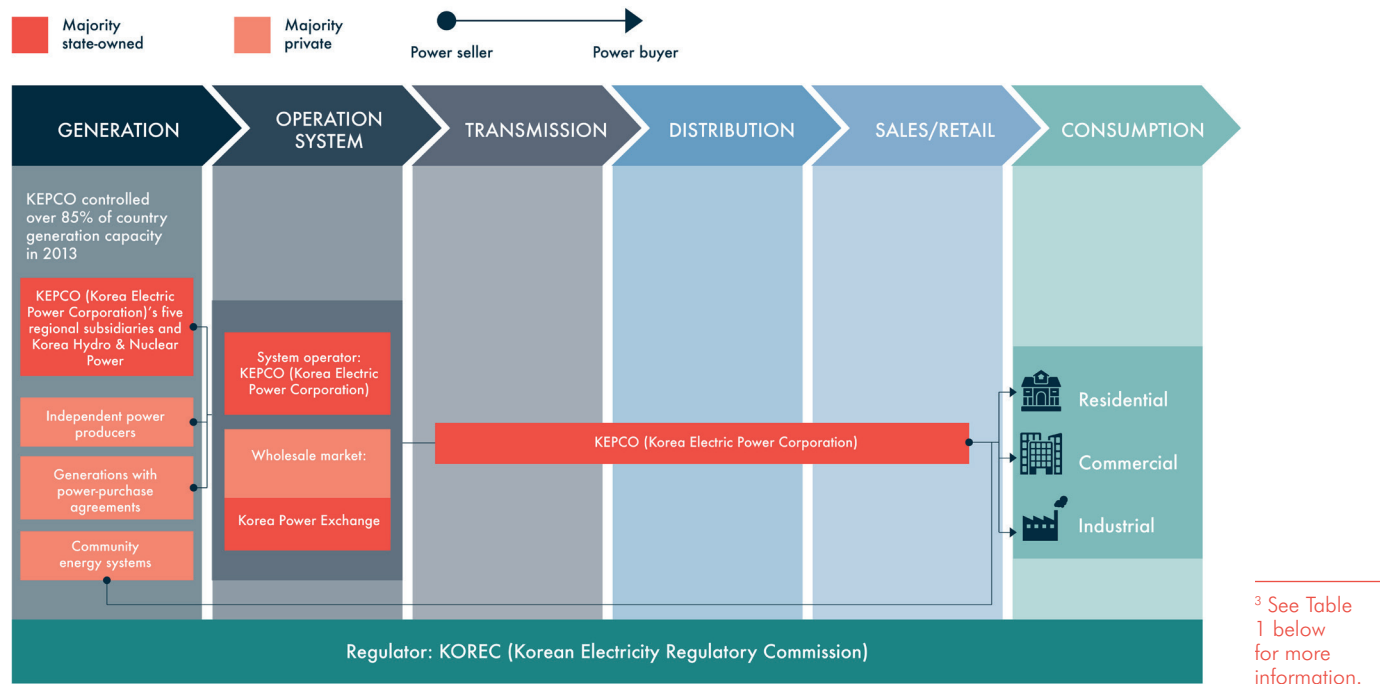 Majority
state-owned
Majority
private
Power seller
Power buyer
GENERATION
OPERATION
SYSTEM
TRANSMISSION
DISTRIBUTION
SALES/RETAIL
CONSUMPTION
KEPCO controlled
over 85% of country
generation capacity
in 2013
KEPCO (Korea Electric
Power Corporation)'s five
regional subsidiaries and
Korea Hydro & Nuclear
Power
Independent power
producers
Generations with
power-purchase
agreements
Community
energy systems
System operator:
KEPCO (Korea Electric
Power Corporation)
Wholesale market:
Korea Power Exchange
KEPCO (Korea Electric Power Corporation)
Residential
Commercial
Industrial
Regulator: KOREC (Korean Electricity Regulatory Commission)
³ See Table
1 below
for more
information.